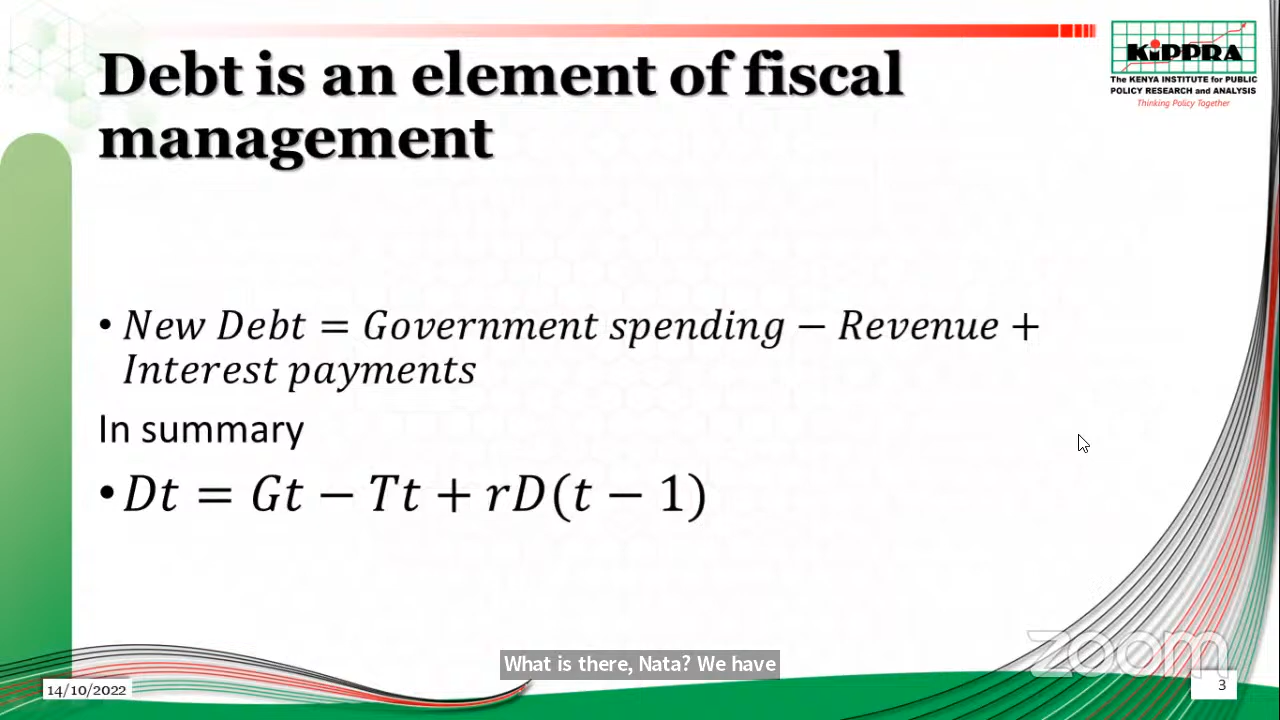 Debt is an element of fiscal
management
KIPPRA
The KENYA INSTITUTE for PUBLIC
POLICY RESEARCH and ANALYSIS
Thinking Policy Together
• New Debt = Government spending − Revenue +
Interest payments
In summary
• Dt = Gt − Tt + rD(t − 1)
zoom
What is there, Nata? We have
14/10/2022
3